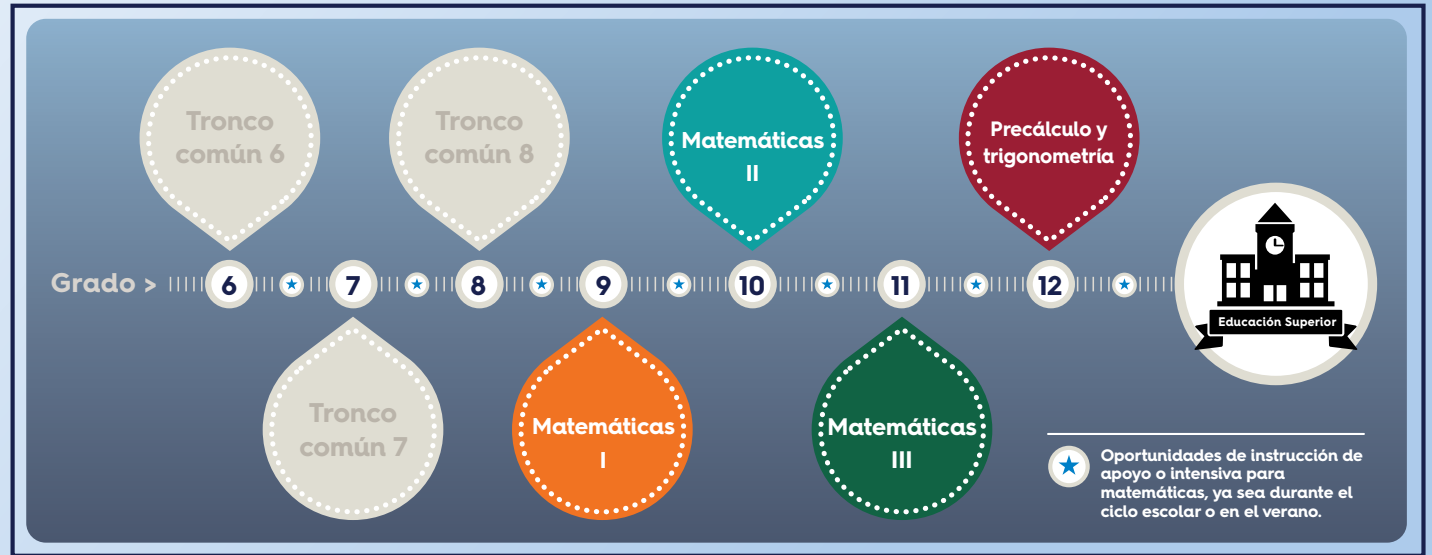 Tronco
común 6
Tronco
común 8
Matemáticas
II
Precálculo y
trigonometría
Grado >
6
7
8
9
10
11
12
Educación Superior
Tronco
común 7
Matemáticas
I
Matemáticas
III
Oportunidades de instrucción de
apoyo o intensiva para
matemáticas, ya sea durante el
ciclo escolar o en el verano.